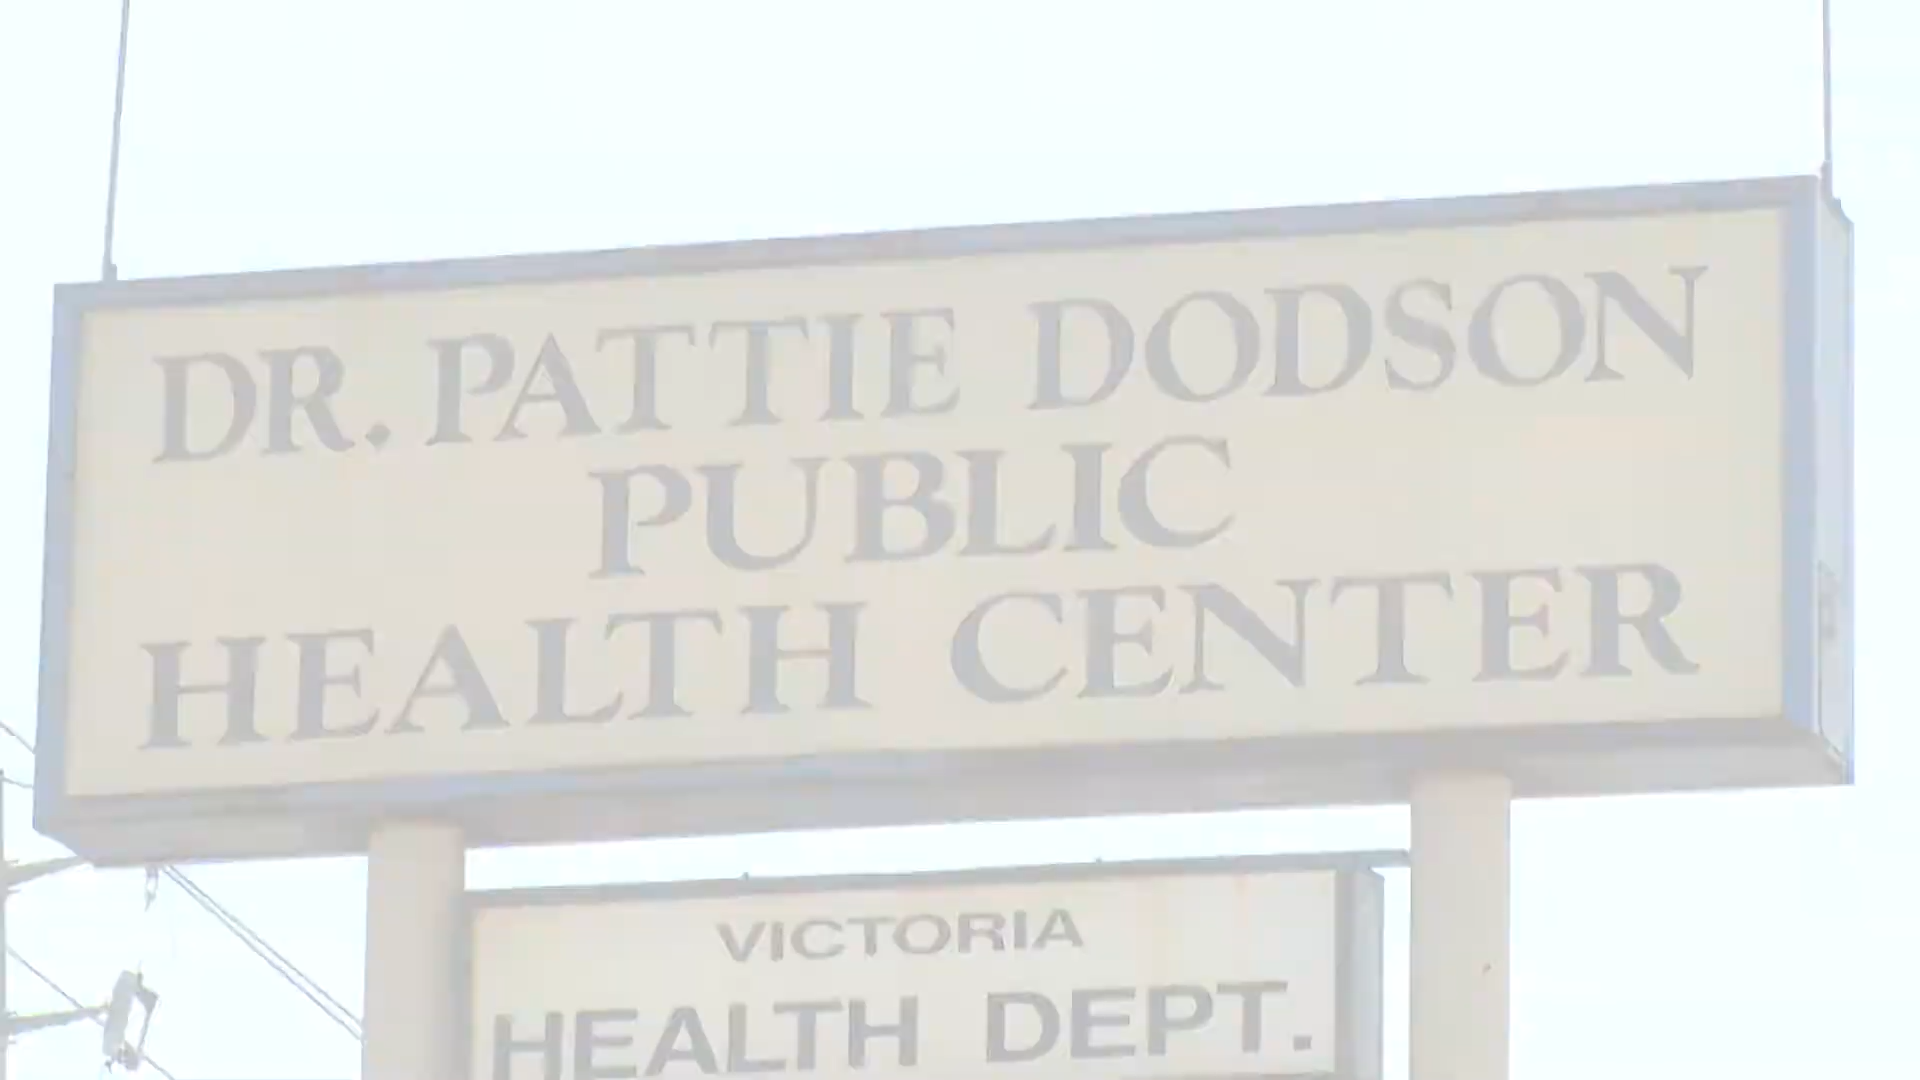 DR. PATTIE DODSON
PUBLIC
HEALTH CENTER
VICTORIA
HEALTH DEPT.